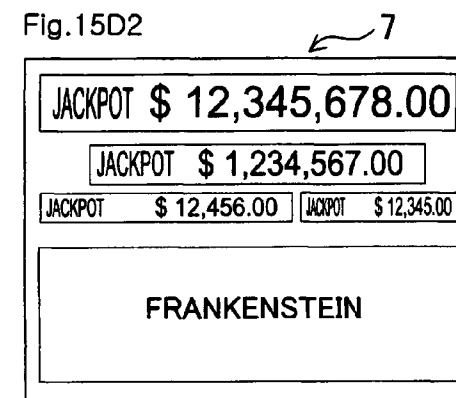 Fig.15D2
7
JACKPOT $ 12,345,678.00
JACKPOT $ 1,234,567.00
JACKPOT $ 12,456.00 JACKPOT $ 12,345.00
FRANKENSTEIN